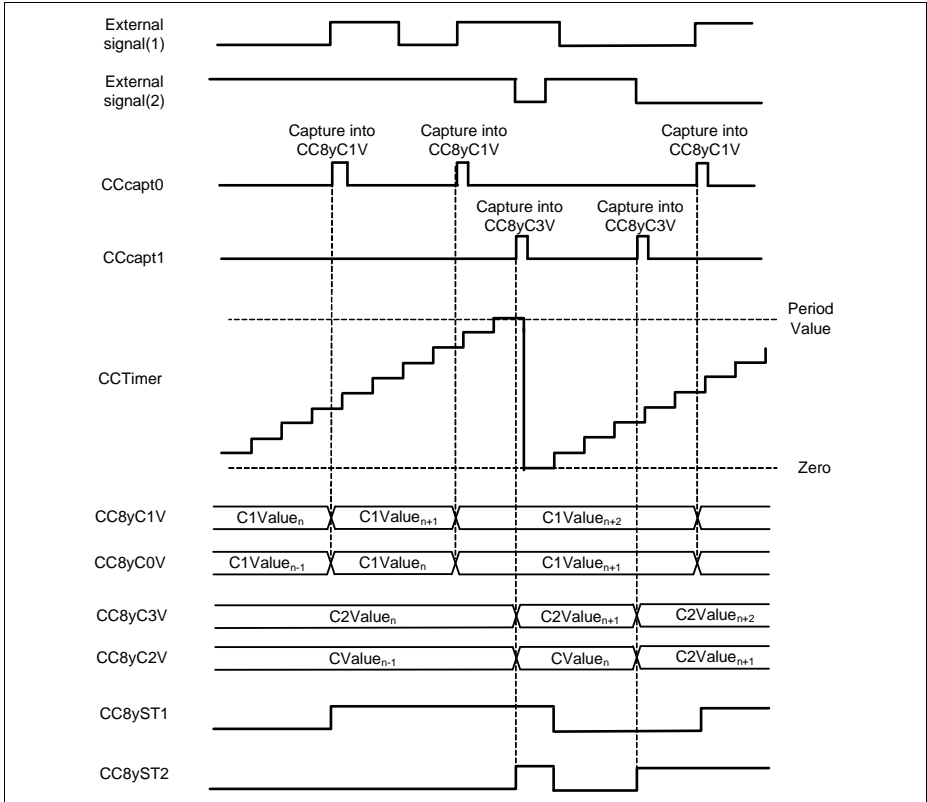 External
signal(1)
External
signal(2)
Capture into
CC8yC1V
Capture into
CC8yC1V
Capture into
CC8yC1V
CCcapt0
Capture into
CC8yC3V
Capture into
CC8yC3V
CCcapt1
Period
Value
CCTimer
Zero
CC8yC1V
C1Valueₙ
C1Valueₙ₊₁
C1Valueₙ₊₂
CC8yC0V
C1Valueₙ₋₁
C1Valueₙ
C1Valueₙ₊₁
CC8yC3V
C2Valueₙ
C2Valueₙ₊₁
C2Valueₙ₊₂
CC8yC2V
CValueₙ₋₁
CValueₙ
C2Valueₙ₊₁
CC8yST1
CC8yST2